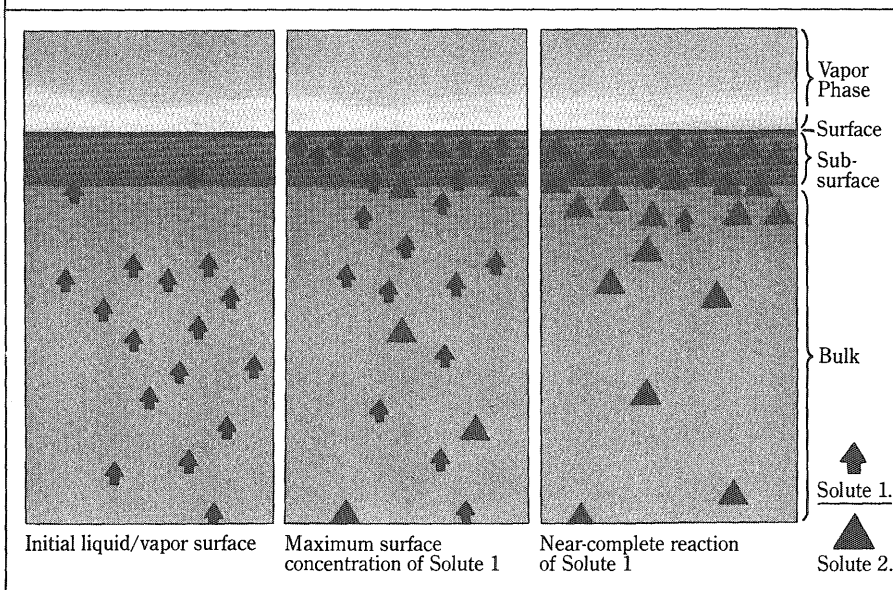 Vapor
Phase
Surface
Sub-
surface
Bulk
Solute 1.
Solute 2.
Initial liquid/vapor surface
Maximum surface
concentration of Solute 1
Near-complete reaction
of Solute 1